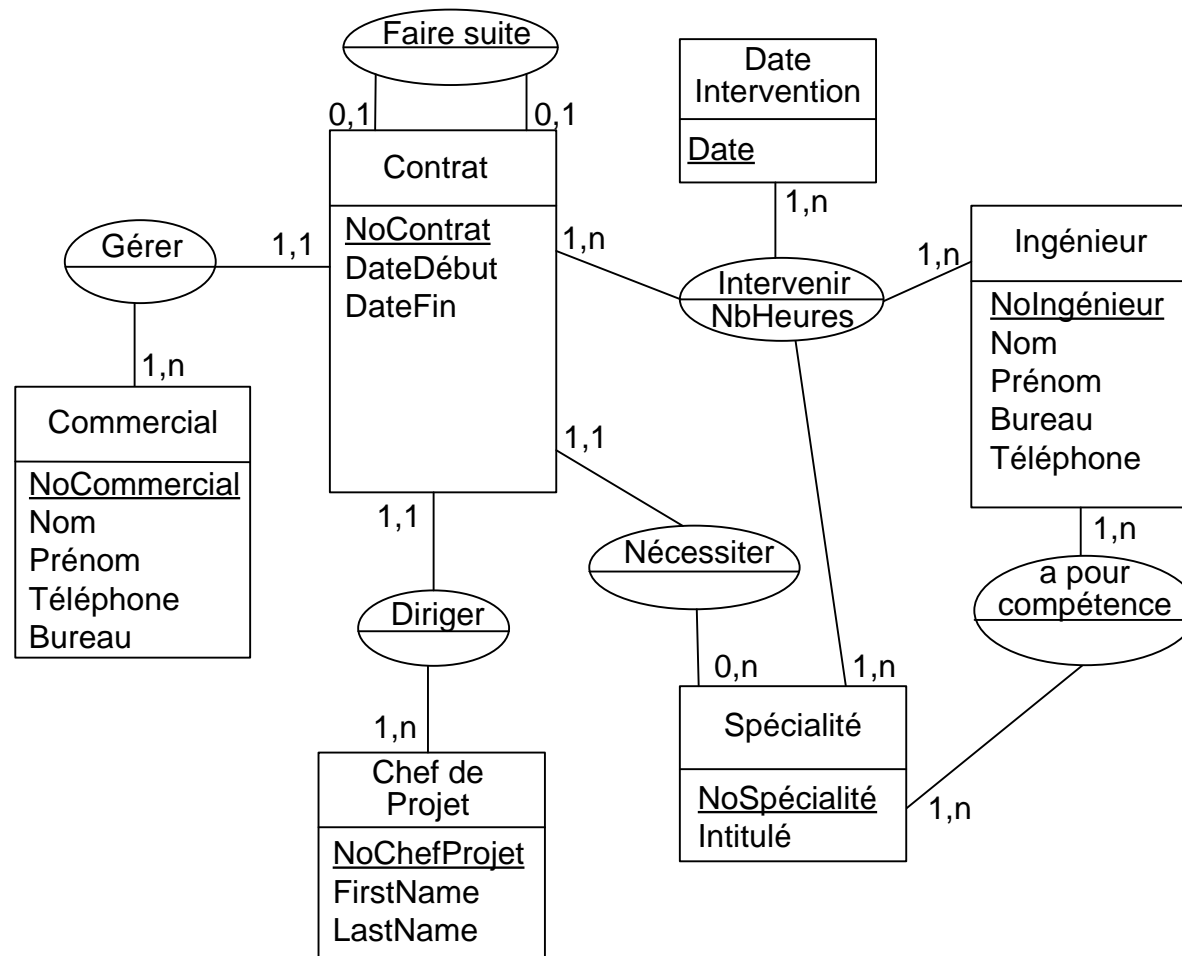 Faire suite
0,1
0,1
Date
Intervention
Date
1,n
Contrat
NoContrat
DateDébut
DateFin
Gérer
1,1
1,n
1,n
Intervenir
NbHeures
Ingénieur
NoIngénieur
Nom
Prénom
Bureau
Téléphone
1,n
Commercial
NoCommercial
Nom
Prénom
Téléphone
Bureau
1,1
1,1
Nécessiter
1,n
a pour
compétence
Diriger
0,n
1,n
1,n
Spécialité
NoSpécialité
Intitulé
1,n
Chef de
Projet
NoChefProjet
FirstName
LastName